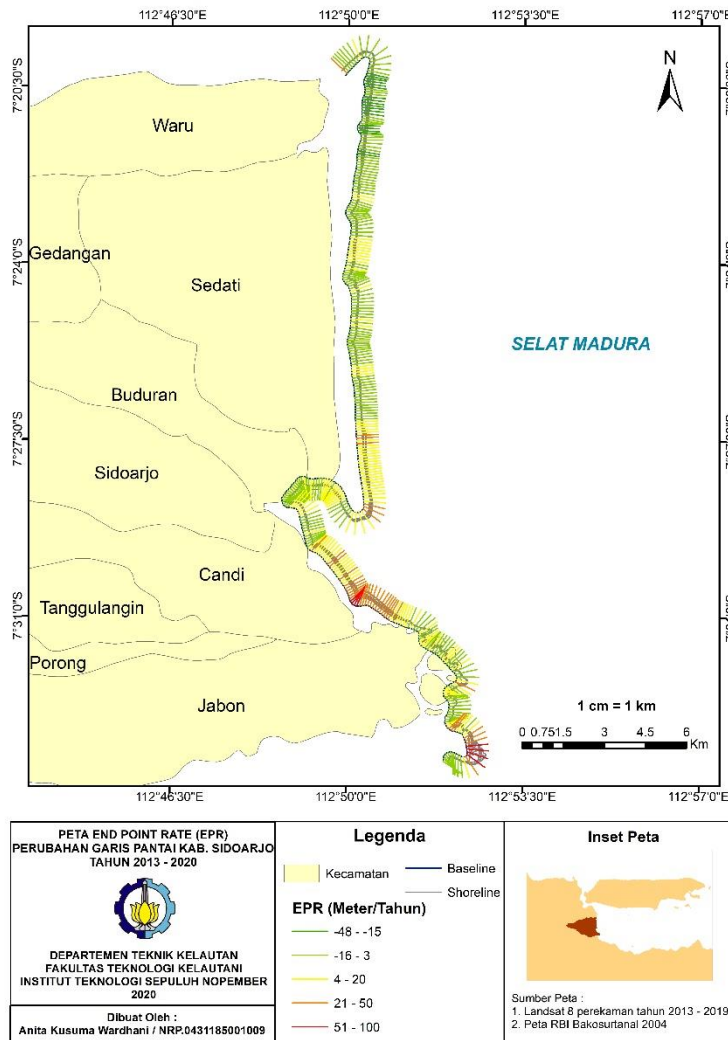 112°46'30"E 112°50'0"E 112°53'30"E 112°57'0"E
N
7°20'30"S
Waru
7°24'0"S
Gedangan
Sedati
SELAT MADURA
Buduran
7°27'30"S
Sidoarjo
Candi
7°31'0"S
Tanggulangin
Porong
Jabon
1 cm = 1 km
0 0.75 1.5 3 4.5 6
Km
112°46'30"E 112°50'0"E 112°53'30"E 112°57'0"E
PETA END POINT RATE (EPR)
PERUBAHAN GARIS PANTAI KAB. SIDOARJO
TAHUN 2013 - 2020
DEPARTEMEN TEKNIK KELAUTAN
FAKULTAS TEKNOLOGI KELAUTANI
INSTITUT TEKNOLOGI SEPULUH NOPEMBER
2020
Dibuat Oleh :
Anita Kusuma Wardhani / NRP.0431185001009
Legenda
Kecamatan
Baseline
Shoreline
EPR (Meter/Tahun)
-48 - -15
-16 - 3
4 - 20
21 - 50
51 - 100
Inset Peta
Sumber Peta :
1. Landsat 8 perekaman tahun 2013 - 2019
2. Peta RBI Bakosurtanal 2004